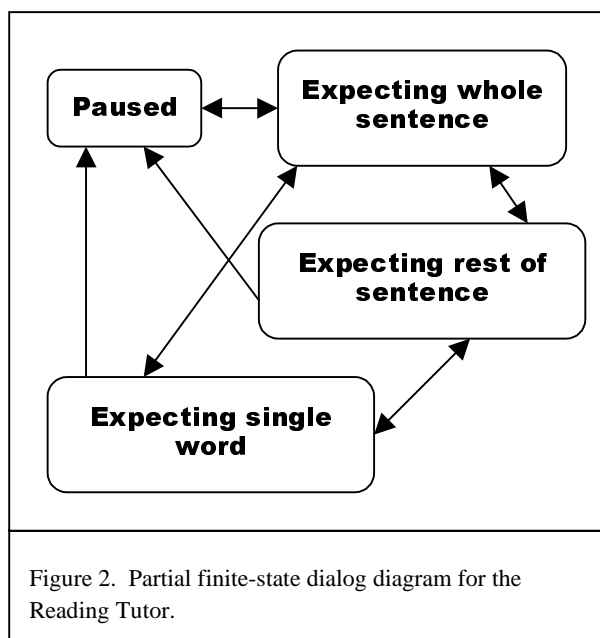 Paused
Expecting whole
sentence
Expecting rest of
sentence
Expecting single
word
Figure 2. Partial finite-state dialog diagram for the
Reading Tutor.